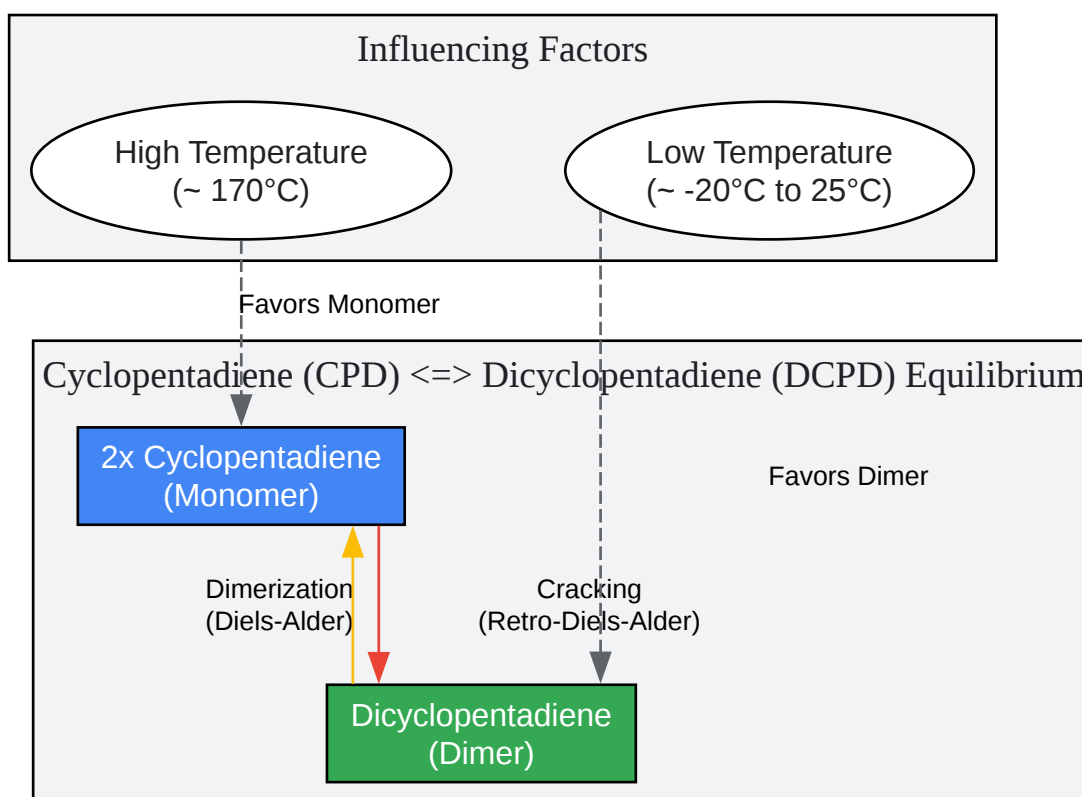 Influencing Factors
High Temperature
(~ 170°C)
Low Temperature
(~ -20°C to 25°C)
Favors Monomer
Cyclopentadiene (CPD) <=> Dicyclopentadiene (DCPD) Equilibrium
2x Cyclopentadiene
(Monomer)
Favors Dimer
Dimerization
(Diels-Alder)
Cracking
(Retro-Diels-Alder)
Dicyclopentadiene
(Dimer)